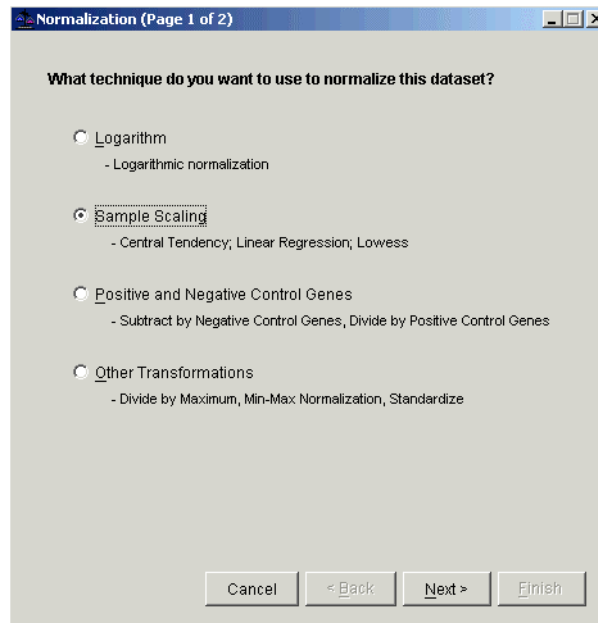 Normalization (Page 1 of 2)
What technique do you want to use to normalize this dataset?
Logarithm
- Logarithmic normalization
Sample Scaling
- Central Tendency; Linear Regression; Lowess
Positive and Negative Control Genes
- Subtract by Negative Control Genes, Divide by Positive Control Genes
Other Transformations
- Divide by Maximum, Min-Max Normalization, Standardize
Cancel < Back Next > Finish